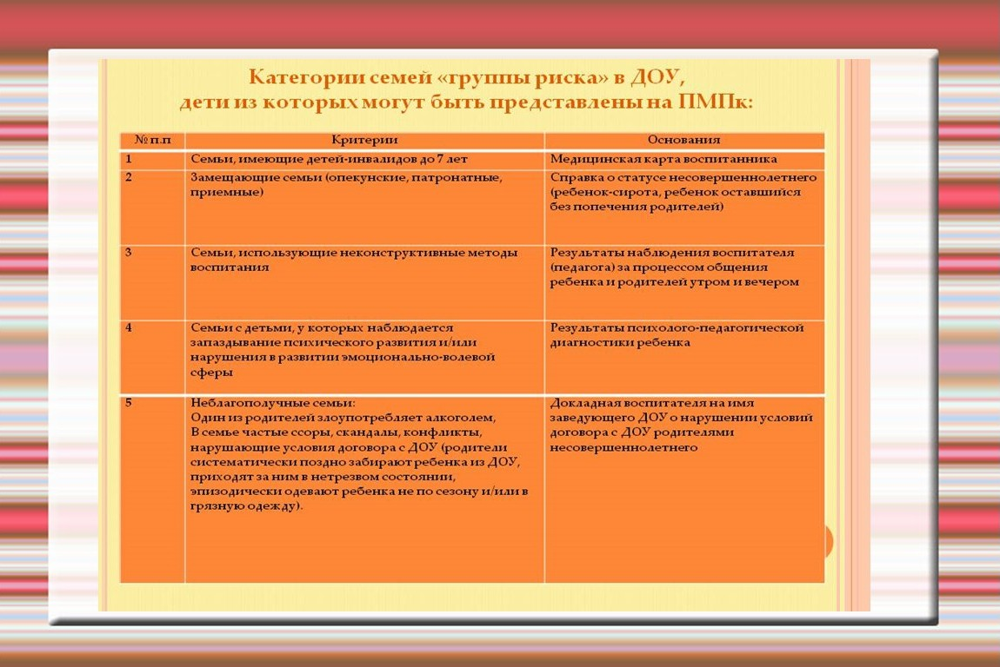 Категории семей «группы риска» в ДОУ,
дети из которых могут быть представлены на ПМПк:
№ п.п Критерии Основания
1 Семьи, имеющие детей-инвалидов до 7 лет Медицинская карта воспитанника
2 Замещающие семьи (опекунские, патронатные, Справка о статусе несовершеннолетнего
приемные) (ребенок-сирота, ребенок оставшийся
без попечения родителей)
3 Семьи, использующие неконструктивные методы Результаты наблюдения воспитателя
воспитания (педагога) за процессом общения
ребенка и родителей утром и вечером
4 Семьи с детьми, у которых наблюдается Результаты психолого-педагогической
запаздывание психического развития и/или диагностики ребенка
нарушения в развитии эмоционально-волевой
сферы
5 Неблагополучные семьи: Докладная воспитателя на имя
Один из родителей злоупотребляет алкоголем, заведующего ДОУ о нарушении условий
В семье частые ссоры, скандалы, конфликты, договора с ДОУ родителями
нарушающие условия договора с ДОУ (родители несовершеннолетнего
систематически поздно забирают ребенка из ДОУ,
приходят за ним в нетрезвом состоянии,
эпизодически одевают ребенка не по сезону и/или в
грязную одежду).